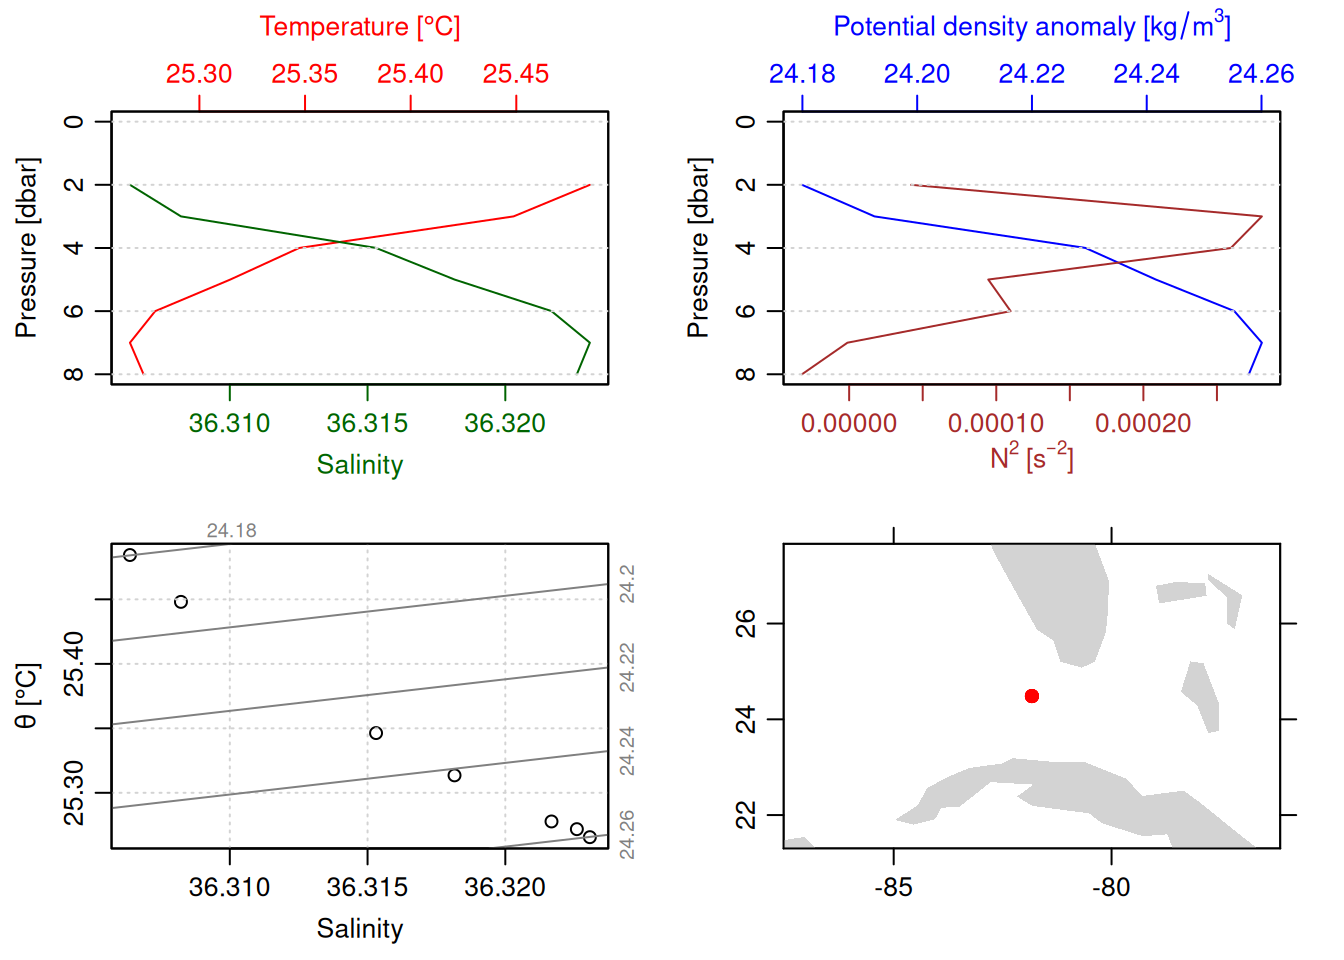 Temperature [°C]
25.30 25.35 25.40 25.45
0
2
4
6
8
Pressure [dbar]
36.310 36.315 36.320
Salinity
Potential density anomaly [kg/m³]
24.18 24.20 24.22 24.24 24.26
0
2
4
6
8
Pressure [dbar]
0.00000 0.00010 0.00020
N² [s⁻²]
24.18
24.2
24.22
24.24
24.26
25.40
25.30
θ [°C]
36.310 36.315 36.320
Salinity
26
24
22
-85 -80